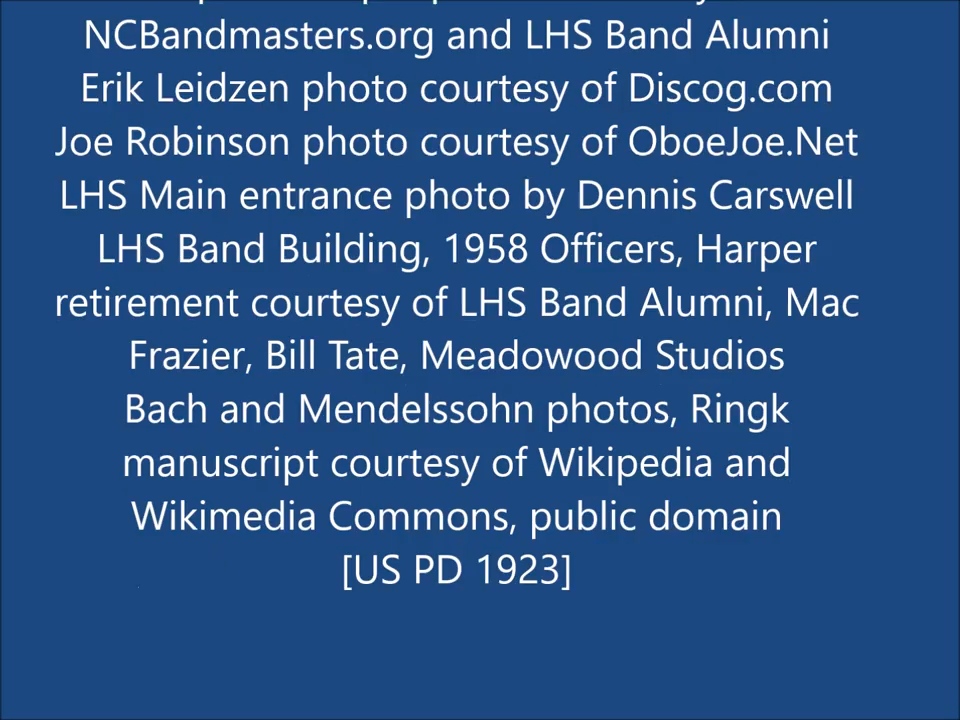 NCBandmasters.org and LHS Band Alumni
Erik Leidzen photo courtesy of Discog.com
Joe Robinson photo courtesy of OboeJoe.Net
LHS Main entrance photo by Dennis Carswell
LHS Band Building, 1958 Officers, Harper
retirement courtesy of LHS Band Alumni, Mac
Frazier, Bill Tate, Meadowood Studios
Bach and Mendelssohn photos, Ringk
manuscript courtesy of Wikipedia and
Wikimedia Commons, public domain
[US PD 1923]